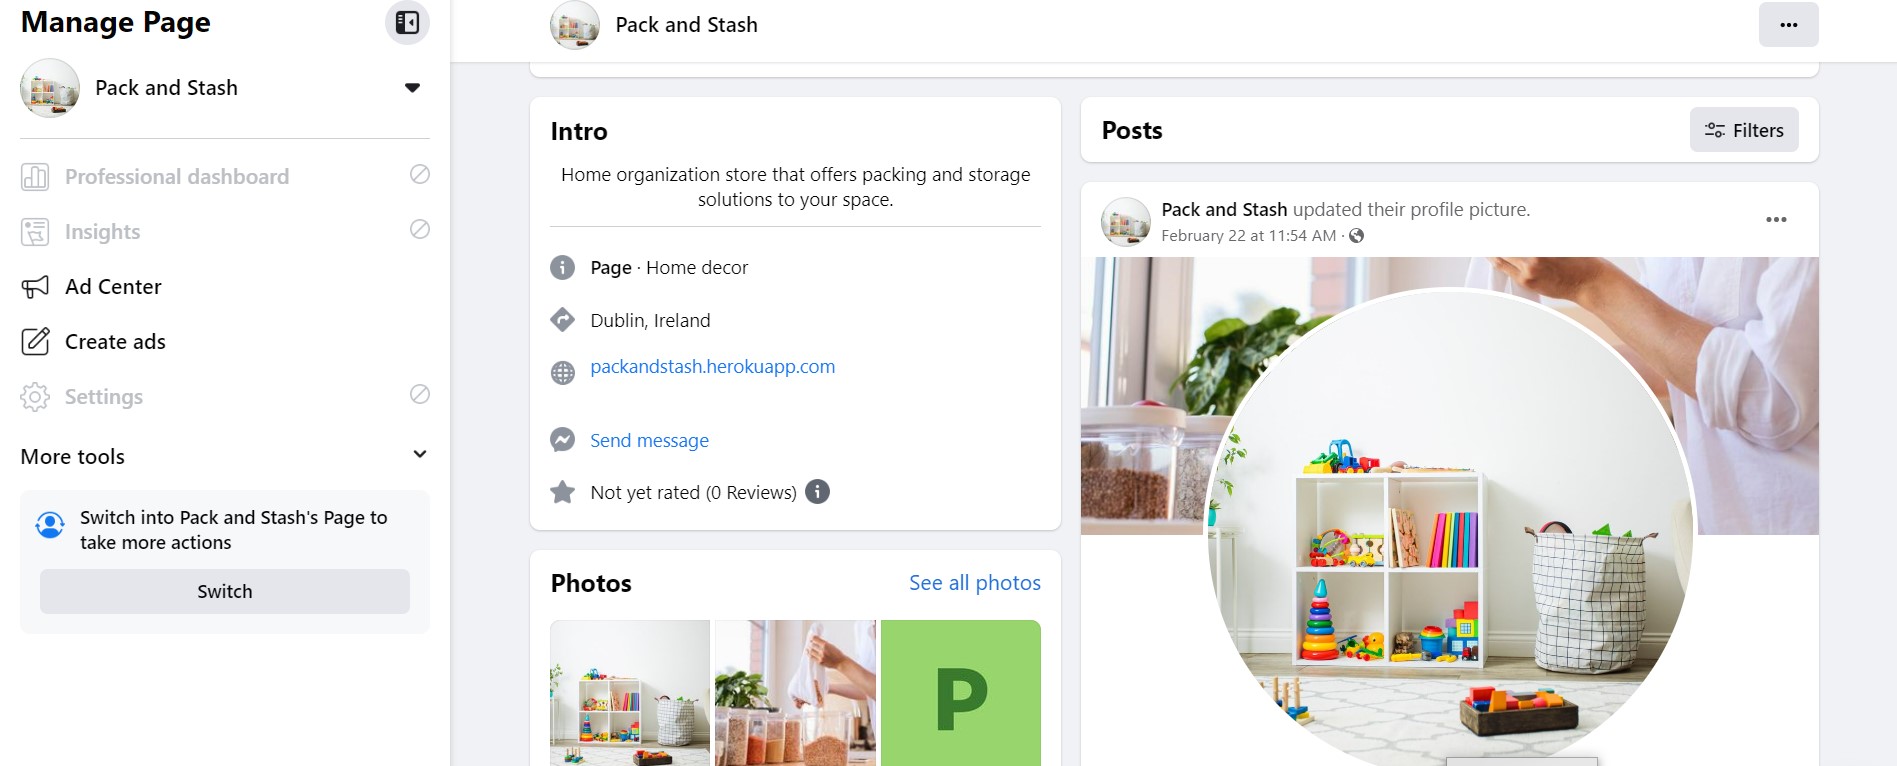 Manage Page
Pack and Stash
Professional dashboard
Insights
Ad Center
Create ads
Settings
More tools
Switch into Pack and Stash's Page to
take more actions
Switch
Pack and Stash
Intro
Home organization store that offers packing and storage
solutions to your space.
Page · Home decor
Dublin, Ireland
packandstash.herokuapp.com
Send message
Not yet rated (0 Reviews)
Photos
See all photos
P
Posts
Filters
Pack and Stash updated their profile picture.
February 22 at 11:54 AM ·